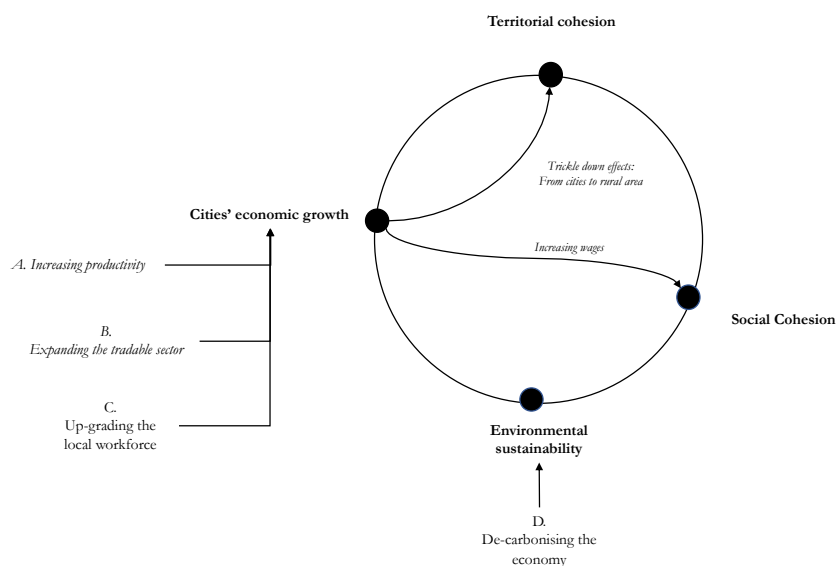 Territorial cohesion
Trickle down effects:
From cities to rural area
Cities' economic growth
Increasing wages
A. Increasing productivity
Social Cohesion
B.
Expanding the tradable sector
C.
Up-grading the
local workforce
Environmental
sustainability
D.
De-carbonising the
economy